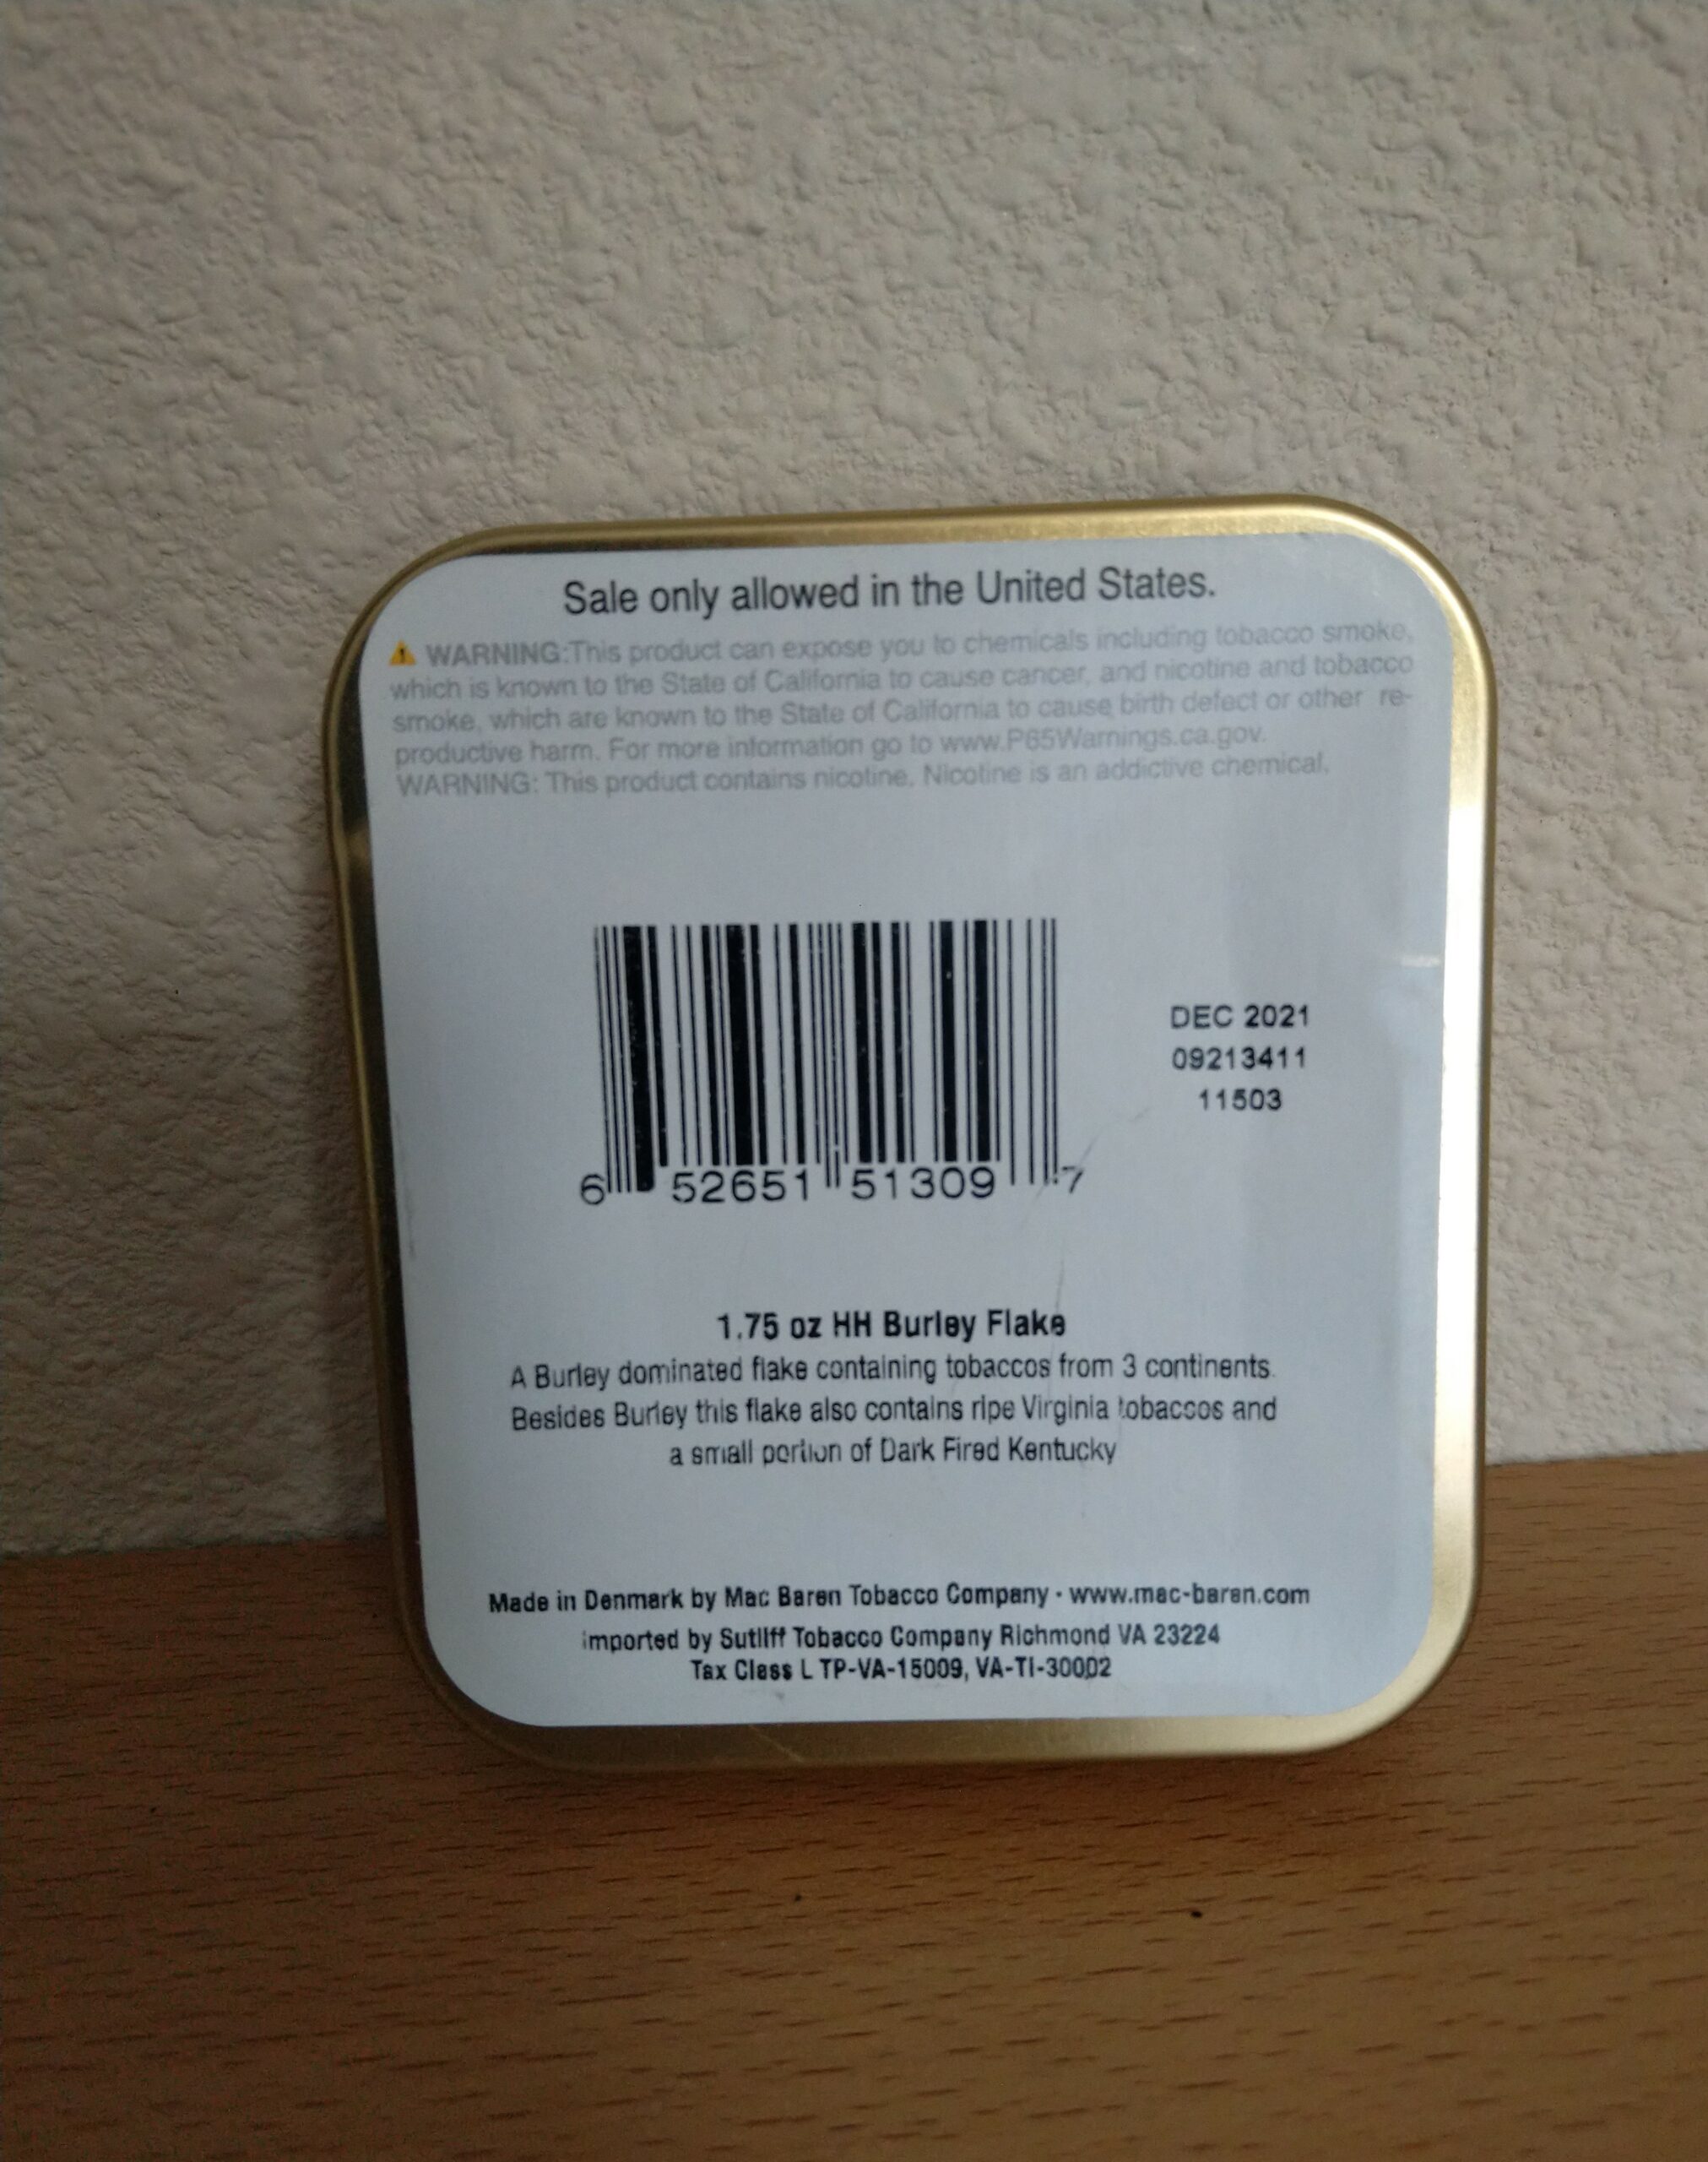 Sale only allowed in the United States.
WARNING:This product can expose you to chemicals including tobacco smoke,
which is known to the State of California to cause cancer, and nicotine and tobacco
smoke, which are known to the State of California to cause birth defect or other re-
productive harm. For more information go to www.P65Warnings.ca.gov.
WARNING: This product contains nicotine. Nicotine is an addictive chemical.
DEC 2021
09213411
11503
6 52651 51309 7
1.75 oz HH Burley Flake
A Burley dominated flake containing tobaccos from 3 continents.
Besides Burley this flake also contains ripe Virginia tobaccos and
a small portion of Dark Fired Kentucky
Made in Denmark by Mac Baren Tobacco Company · www.mac-baren.com
Imported by Sutliff Tobacco Company Richmond VA 23224
Tax Class L TP-VA-15009, VA-TI-30002